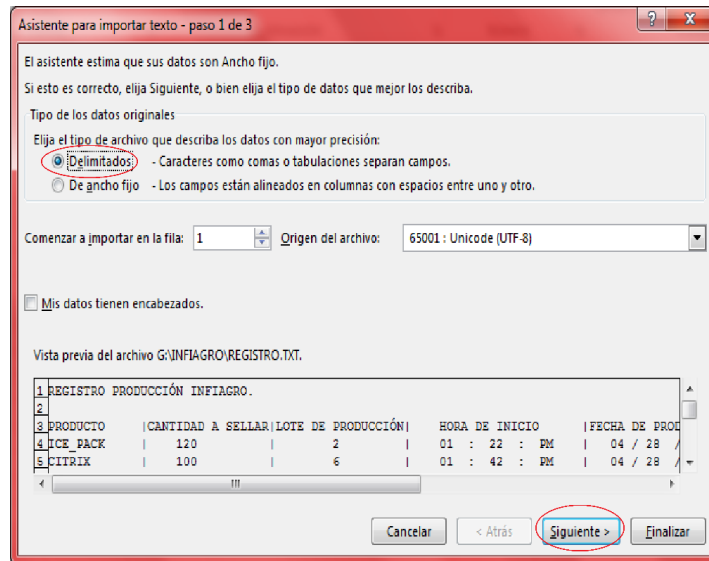 Asistente para importar texto - paso 1 de 3
El asistente estima que sus datos son Ancho fijo.
Si esto es correcto, elija Siguiente, o bien elija el tipo de datos que mejor los describa.
Tipo de los datos originales
Elija el tipo de archivo que describa los datos con mayor precisión:
Delimitados - Caracteres como comas o tabulaciones separan campos.
De ancho fijo - Los campos están alineados en columnas con espacios entre uno y otro.
Comenzar a importar en la fila: 1 Origen del archivo: 65001 : Unicode (UTF-8)
Mis datos tienen encabezados.
Vista previa del archivo G:\INFIAGRO\REGISTRO.TXT.
1 REGISTRO PRODUCCIÓN INFIAGRO.
2
3 PRODUCTO |CANTIDAD A SELLAR|LOTE DE PRODUCCIÓN| HORA DE INICIO |FECHA DE PROD
4 ICE_PACK | 120 | 2 | 01 : 22 : PM | 04 / 28 /
5 CITRIX | 100 | 6 | 01 : 42 : PM | 04 / 28 /
Cancelar < Atrás Siguiente > Finalizar